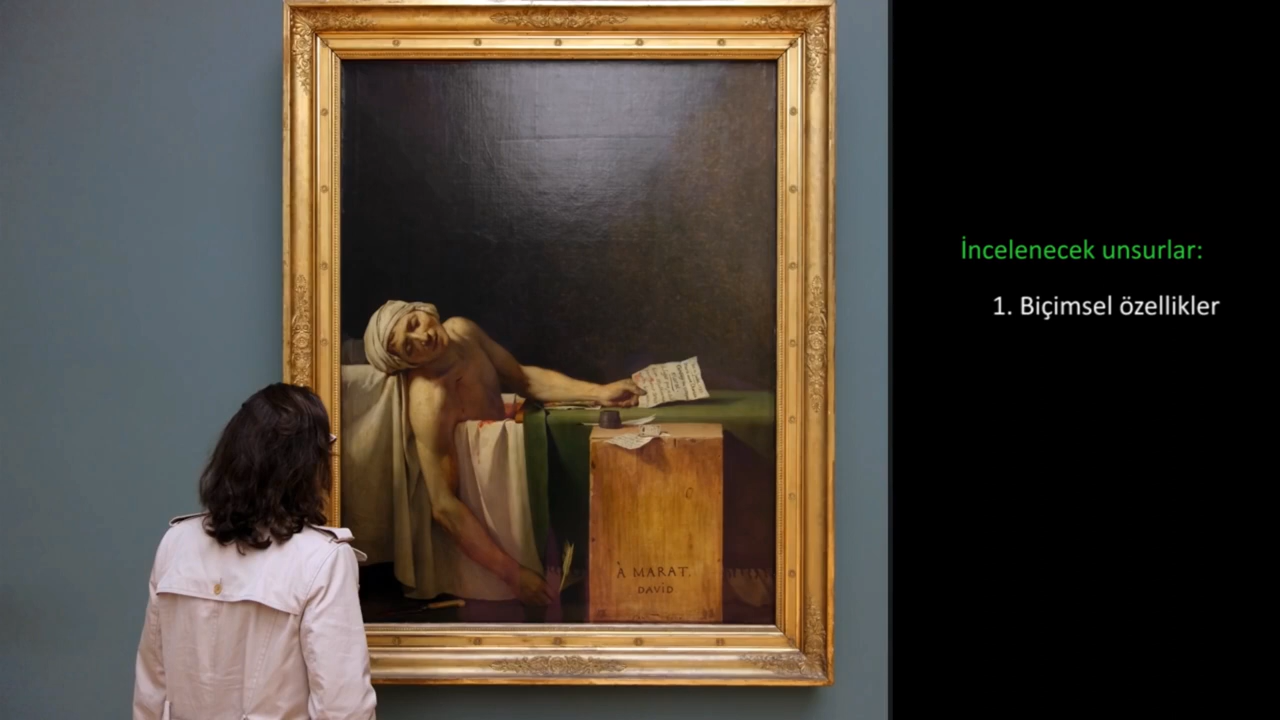 İncelenecek unsurlar:
1. Biçimsel özellikler
À MARAT.
DAVID